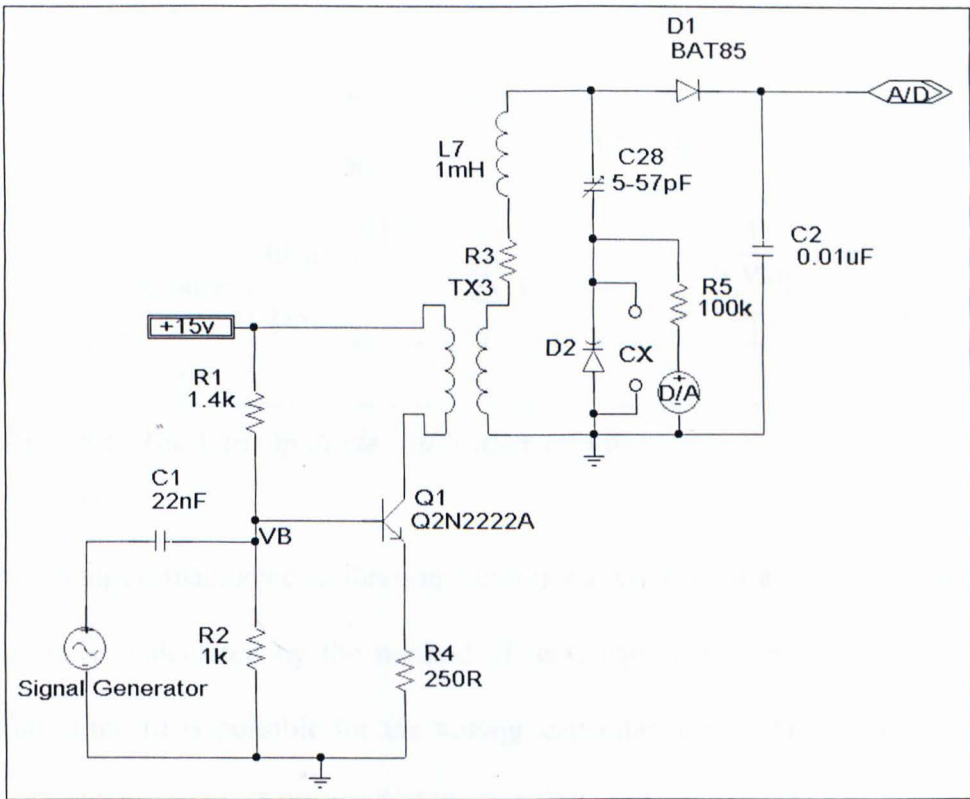 D1
BAT85
A/D
L7
1mH
C28
5-57pF
R3
C2
0.01uF
TX3
R5
100k
+15v
D2
CX
D/A
R1
1.4k
C1
22nF
Q1
Q2N2222A
VB
R2
1k
R4
250R
Signal Generator